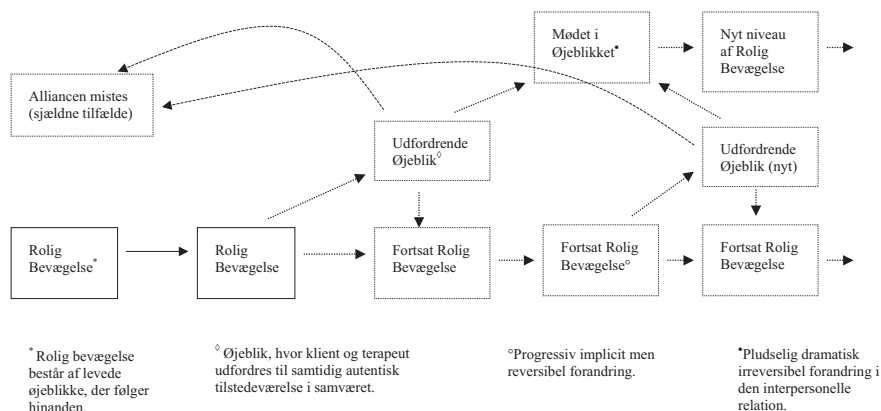 Mødet i
Øjeblikket•
Nyt niveau
af Rolig
Bevægelse
Alliancen mistes
(sjældne tilfælde)
Udfordrende
Øjeblik◊
Udfordrende
Øjeblik (nyt)
Rolig
Bevægelse*
Rolig
Bevægelse
Fortsat Rolig
Bevægelse
Fortsat Rolig
Bevægelse°
Fortsat Rolig
Bevægelse
* Rolig bevægelse
består af levede
øjeblikke, der følger
hinanden.
◊ Øjeblik, hvor klient og terapeut
udfordres til samtidig autentisk
tilstedeværelse i samværet.
°Progressiv implicit men
reversibel forandring.
•Pludselig dramatisk
irreversibel forandring i
den interpersonelle
relation.